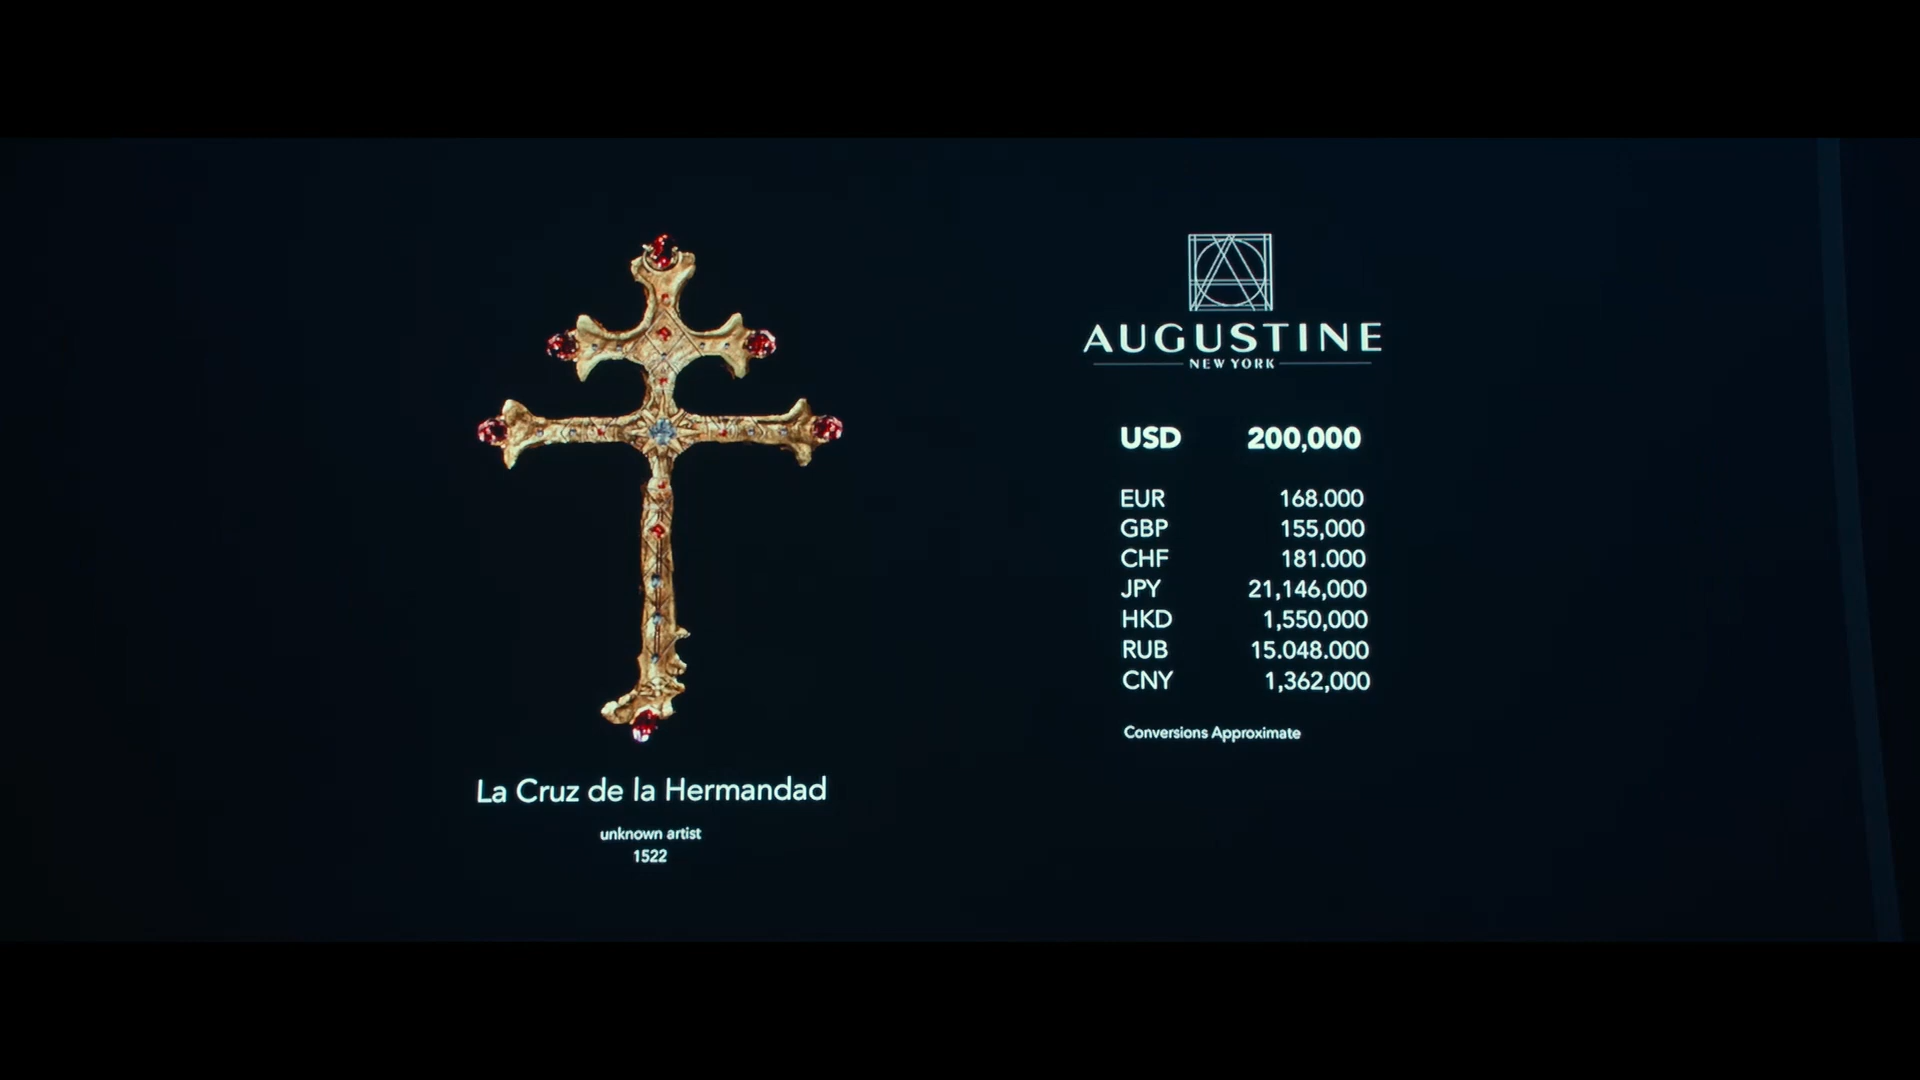 AUGUSTINE
NEW YORK
USD 200,000
EUR 168.000
GBP 155,000
CHF 181.000
JPY 21,146,000
HKD 1,550,000
RUB 15.048.000
CNY 1,362,000
Conversions Approximate
La Cruz de la Hermandad
unknown artist
1522